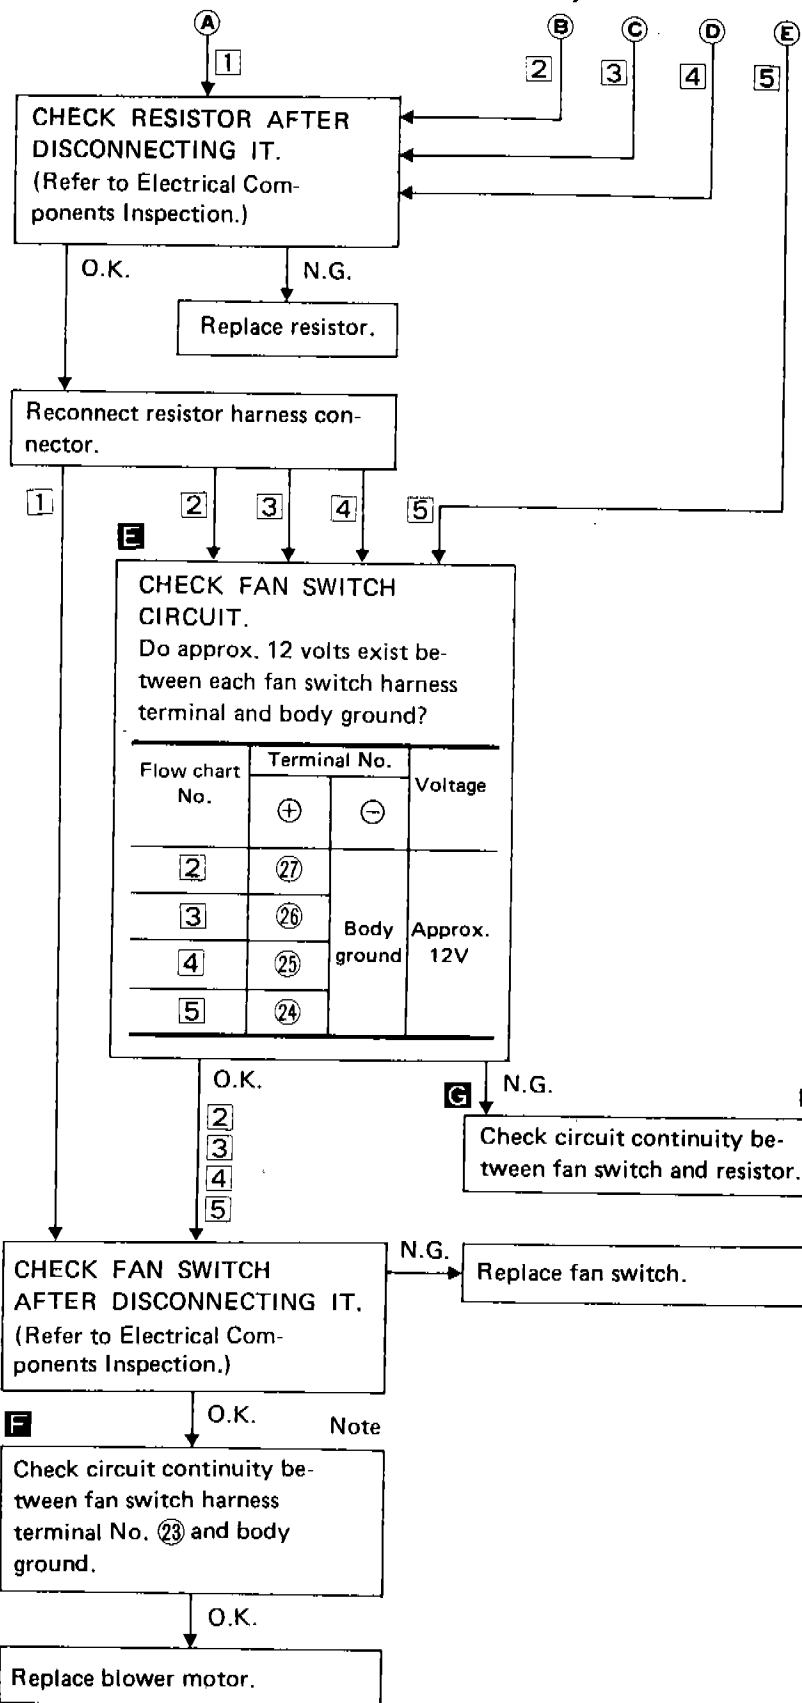 A B C D E
1 2 3 4 5
CHECK RESISTOR AFTER
DISCONNECTING IT.
(Refer to Electrical Com-
ponents Inspection.)
O.K. N.G.
Replace resistor.
Reconnect resistor harness con-
nector.
1 2 3 4 5
E
CHECK FAN SWITCH
CIRCUIT.
Do approx. 12 volts exist be-
tween each fan switch harness
terminal and body ground?
Flow chart
No.
Terminal No.
⊕ ⊖
Voltage
2 27
3 26
4 25
5 24
Body
ground
Approx.
12V
O.K.
2
3
4
5
G N.G.
Check circuit continuity be-
tween fan switch and resistor.
CHECK FAN SWITCH
AFTER DISCONNECTING IT.
(Refer to Electrical Com-
ponents Inspection.)
N.G.
Replace fan switch.
O.K.
Note
F
Check circuit continuity be-
tween fan switch harness
terminal No. 23 and body
ground.
O.K.
Replace blower motor.